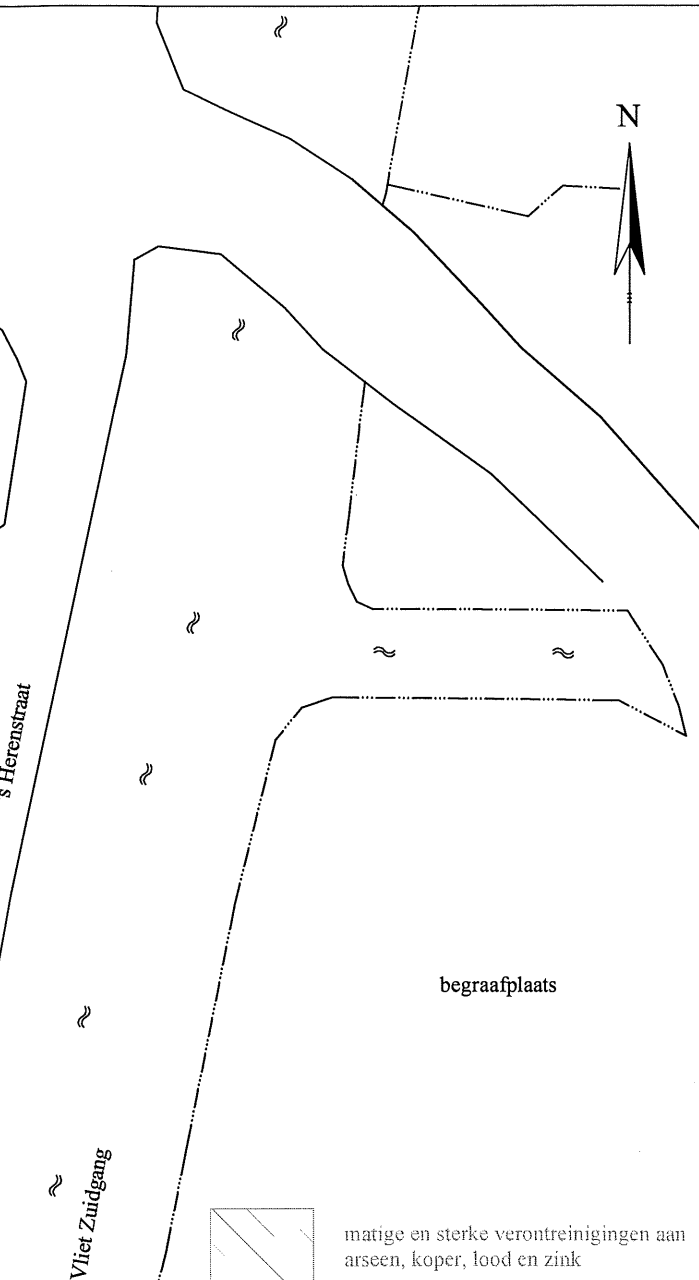 N
s Herenstraat
begraafplaats
Vliet Zuidgang
matige en sterke verontreinigingen aan
arseen, koper, lood en zink